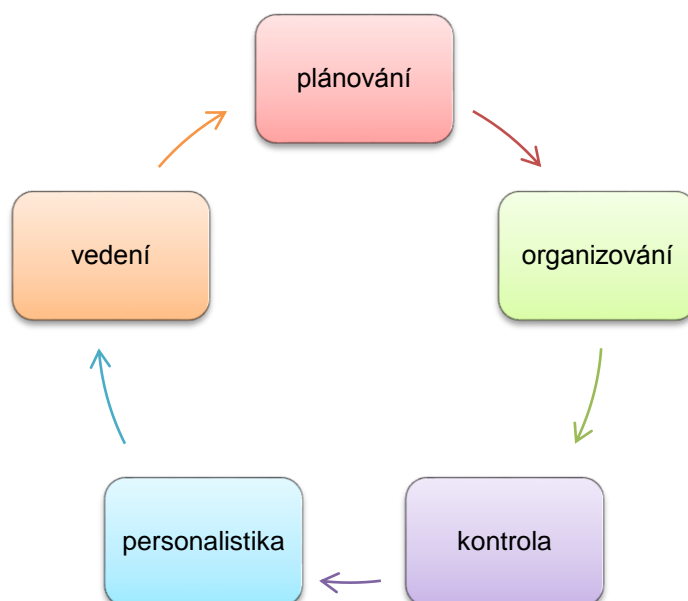 plánování
organizování
kontrola
personalistika
vedení